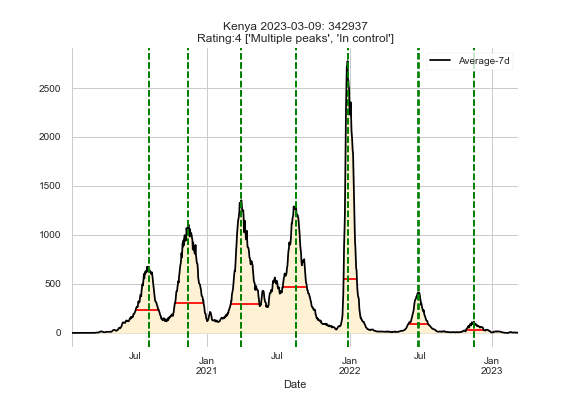 Kenya 2023-03-09: 342937
Rating:4 ['Multiple peaks', 'In control']
Average-7d
2500
2000
1500
1000
500
0
Jul
Jan
2021
Jul
Jan
2022
Jul
Jan
2023
Date